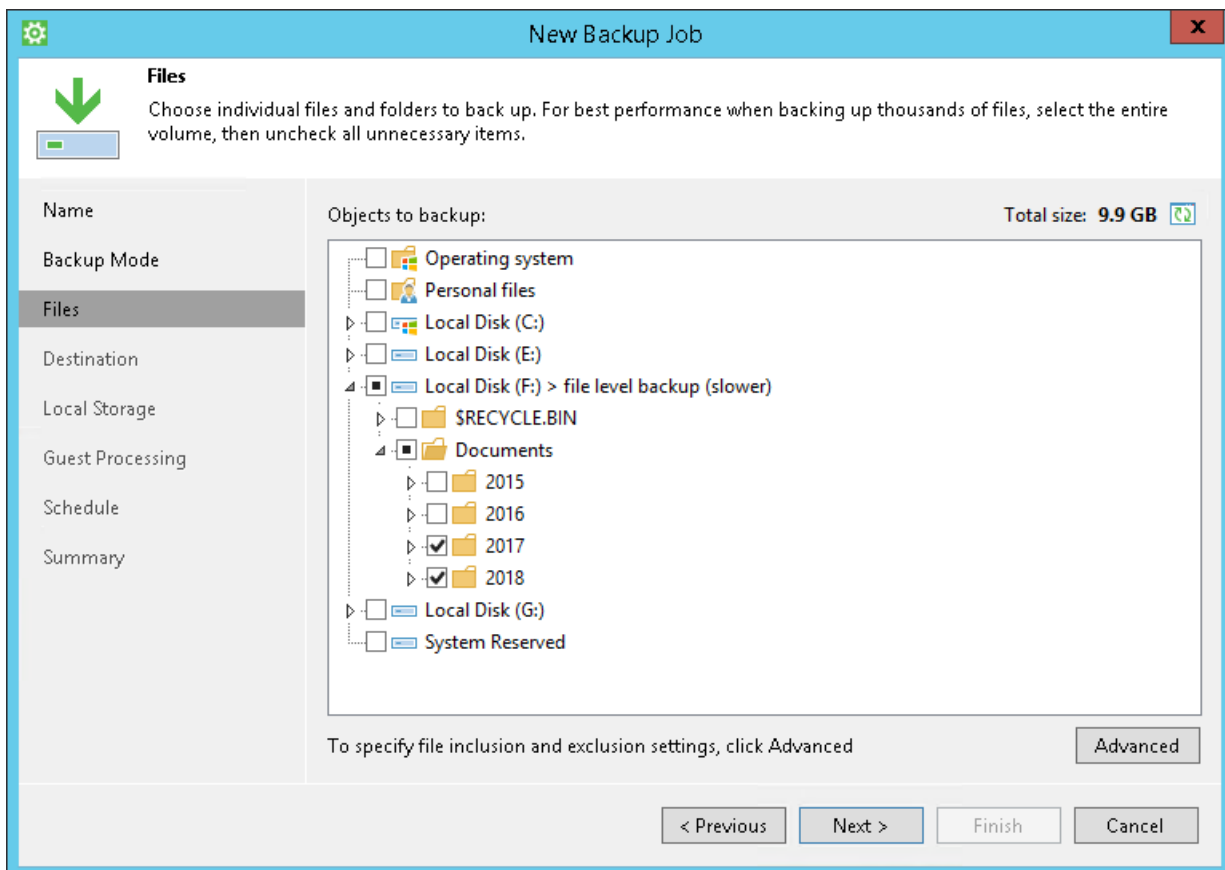 New Backup Job
x
Files
Choose individual files and folders to back up. For best performance when backing up thousands of files, select the entire
volume, then uncheck all unnecessary items.
Name
Backup Mode
Files
Destination
Local Storage
Guest Processing
Schedule
Summary
Objects to backup:
Total size: 9.9 GB
Operating system
Personal files
Local Disk (C:)
Local Disk (E:)
Local Disk (F:) > file level backup (slower)
$RECYCLE.BIN
Documents
2015
2016
2017
2018
Local Disk (G:)
System Reserved
To specify file inclusion and exclusion settings, click Advanced
Advanced
< Previous
Next >
Finish
Cancel